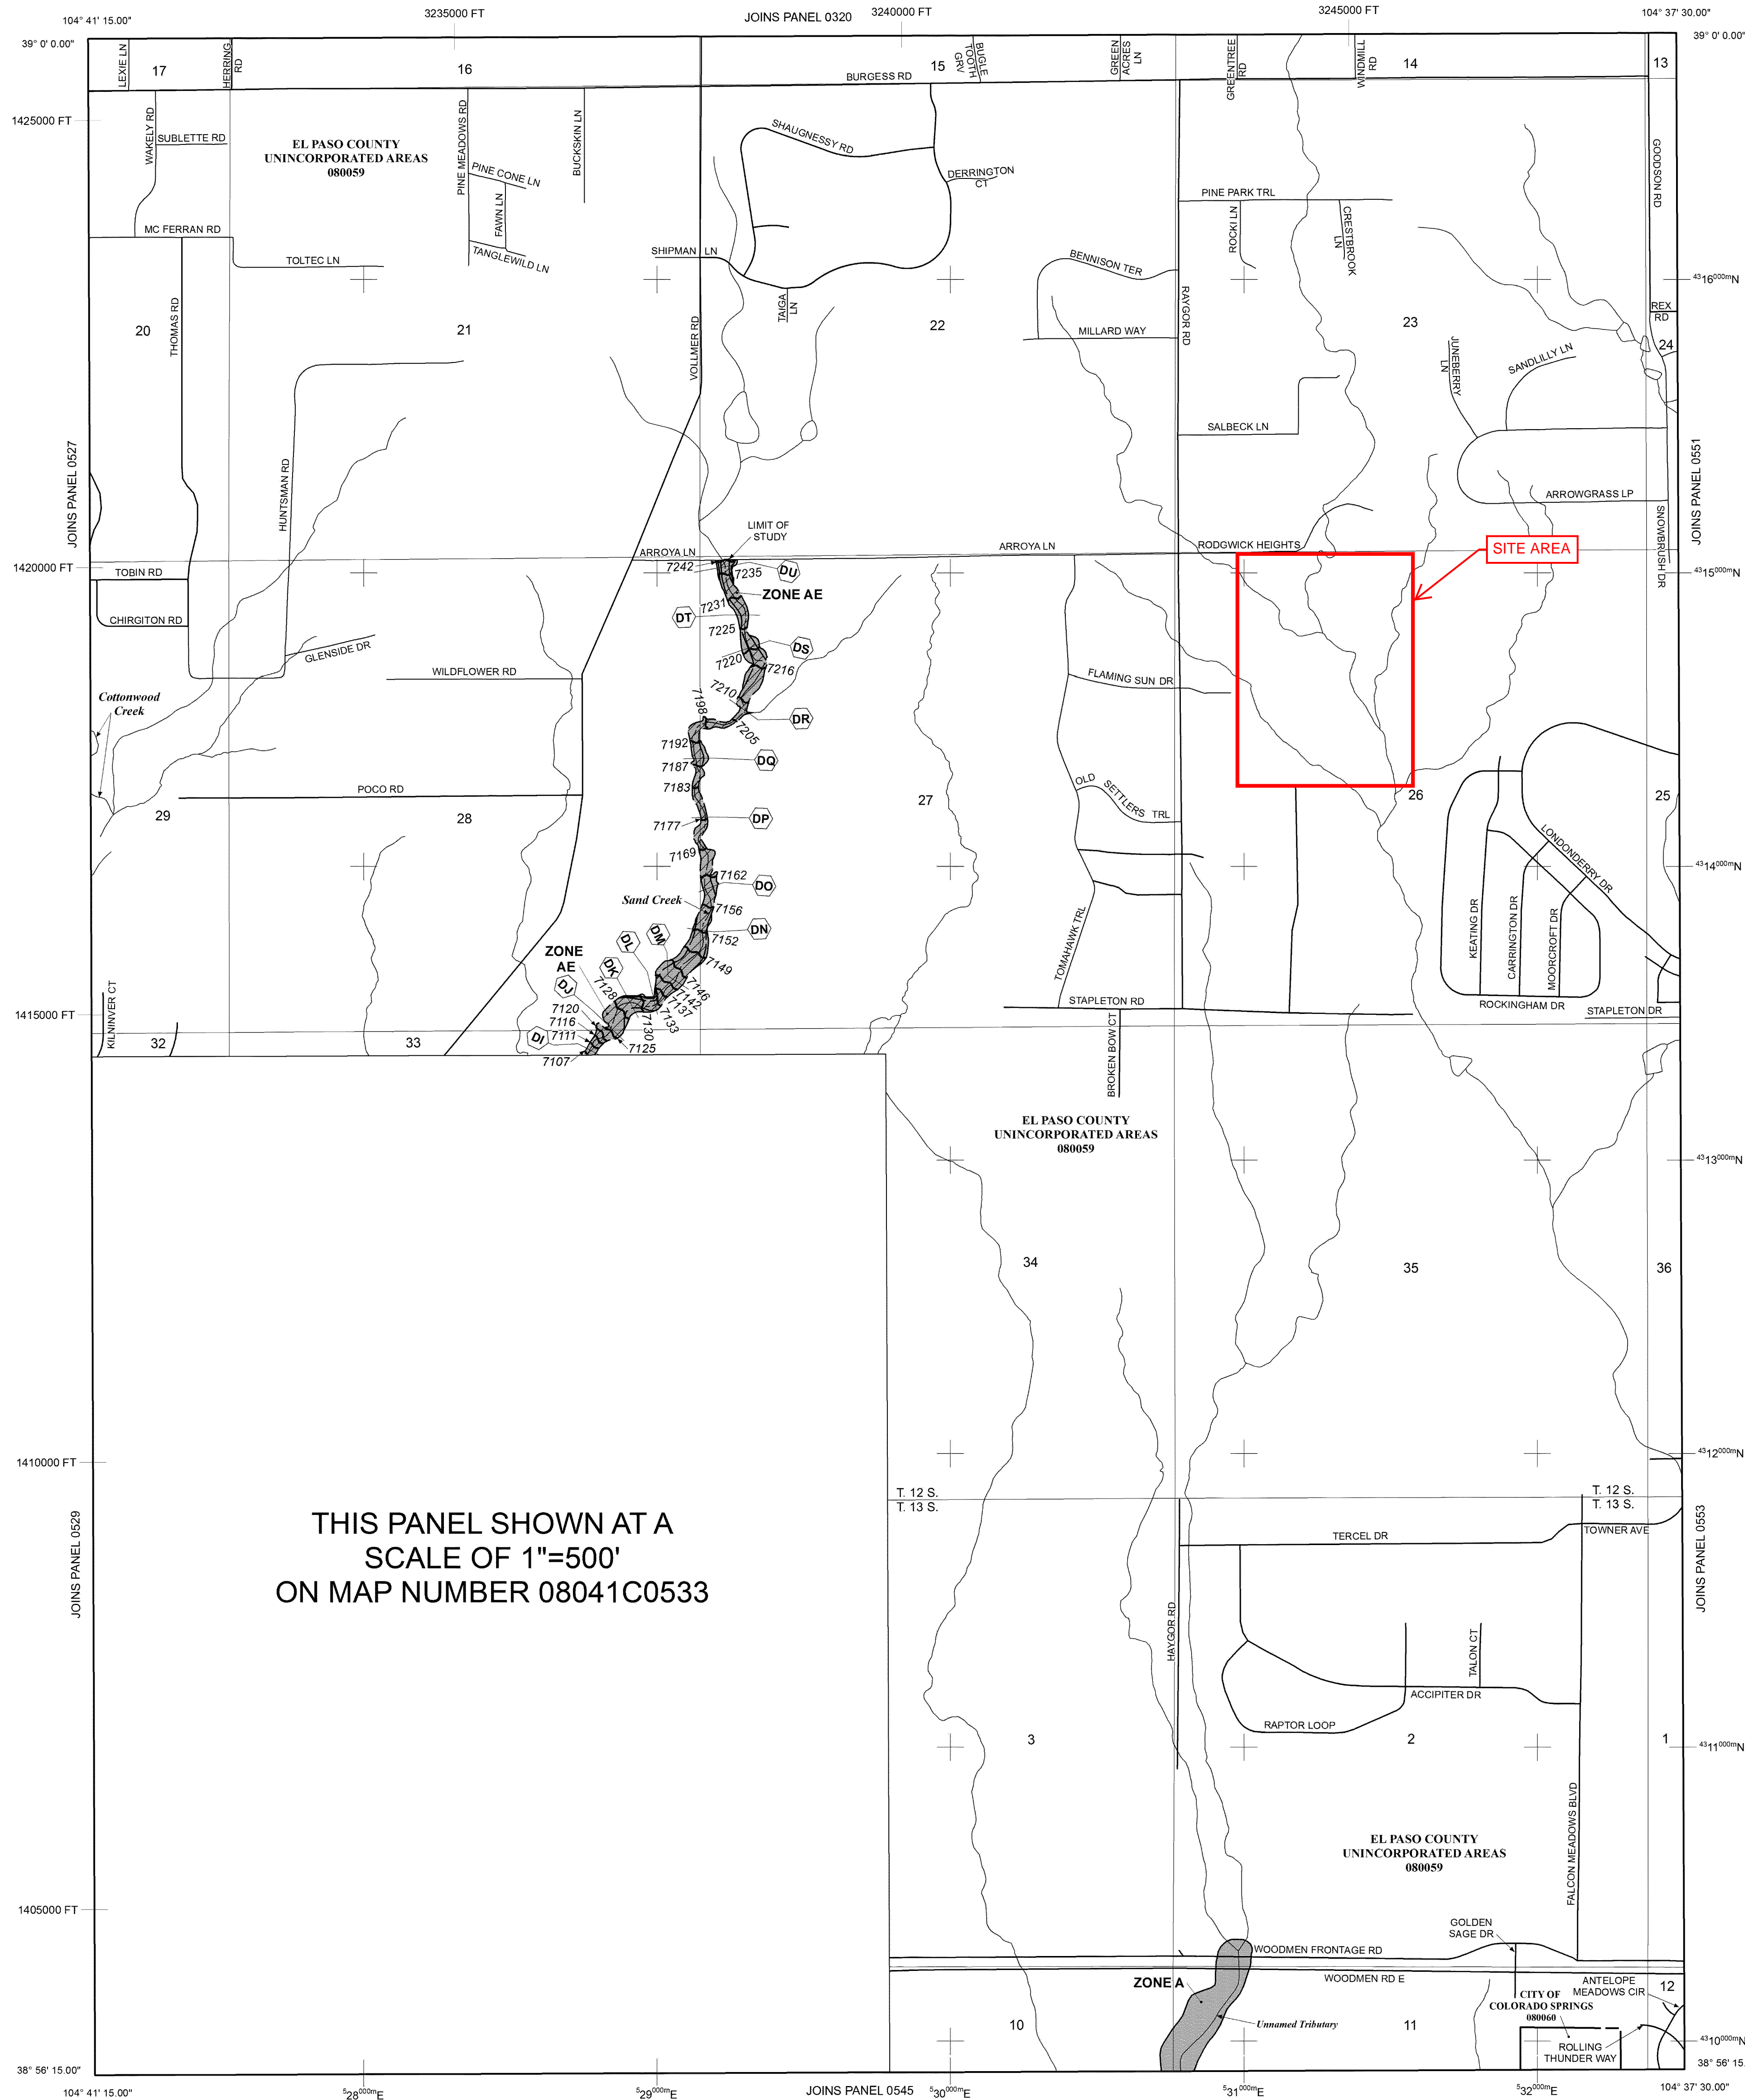 104° 41' 15.00"
3235000 FT
JOINS PANEL 0320
3240000 FT
3245000 FT
104° 37' 30.00"
39° 0' 0.00"
39° 0' 0.00"
LEXIE LN
17
HERRING
RD
16
BURGESS RD
15
BUGLE
TOOTH
GRV
GREEN
ACRES
LN
GREENTREE
RD
WINDMILL
RD
14
13
1425000 FT
WAKELY RD
SUBLETTE RD
EL PASO COUNTY
UNINCORPORATED AREAS
080059
PINE MEADOWS RD
PINE CONE LN
FAWN LN
TANGLEWILD LN
BUCKSKIN LN
SHAUGNESSY RD
DERRINGTON
CT
PINE PARK TRL
ROCKI LN
CRESTBROOK
LN
GOODSON RD
MC FERRAN RD
TOLTEC LN
SHIPMAN LN
TAIGA
LN
BENNISON TER
MILLARD WAY
RAYGOR RD
4316000mN
REX
RD
20
THOMAS RD
21
VOLLMER RD
22
23
24
JUNEBERRY
LN
SANDLILLY LN
SALBECK LN
JOINS PANEL 0527
HUNTSMAN RD
JOINS PANEL 0551
ARROWGRASS LP
SNOWBRUSH DR
LIMIT OF
STUDY
ARROYA LN
ARROYA LN
RODGWICK HEIGHTS
SITE AREA
1420000 FT
TOBIN RD
7242
7235
DU
ZONE AE
4315000mN
CHIRGITON RD
7231
DT
7225
GLENSIDE DR
DS
7220
7216
WILDFLOWER RD
FLAMING SUN DR
Cottonwood
Creek
7210
7198
DR
7205
7192
7187
DQ
7183
OLD SETTLERS TRL
POCO RD
29
28
27
26
25
7177
DP
LONDONDERRY DR
7169
4314000mN
7162
DO
Sand Creek
7156
DN
7152
7149
TOMAHAWK TRL
KEATING DR
CARRINGTON DR
MOORCROFT DR
DM
DL
DK
ZONE
AE
DJ
7146
7142
7137
7133
7130
7128
7120
7116
7111
DI
7125
7107
KILNINVER CT
1415000 FT
STAPLETON RD
ROCKINGHAM DR
STAPLETON DR
32
33
BROKEN BOW CT
EL PASO COUNTY
UNINCORPORATED AREAS
080059
4313000mN
34
35
36
1410000 FT
4312000mN
T. 12 S.
T. 13 S.
T. 12 S.
T. 13 S.
THIS PANEL SHOWN AT A
SCALE OF 1"=500'
ON MAP NUMBER 08041C0533
JOINS PANEL 0529
TERCEL DR
TOWNER AVE
JOINS PANEL 0553
HAYGOR RD
TALON CT
ACCIPITER DR
RAPTOR LOOP
3
2
1
4311000mN
FALCON MEADOWS BLVD
EL PASO COUNTY
UNINCORPORATED AREAS
080059
1405000 FT
GOLDEN
SAGE DR
WOODMEN FRONTAGE RD
WOODMEN RD E
ZONE A
ANTELOPE
MEADOWS CIR
12
CITY OF
COLORADO SPRINGS
080060
10
Unnamed Tributary
11
ROLLING
THUNDER WAY
4310000mN
38° 56' 15.00"
38° 56' 15.
104° 41' 15.00"
528000mE
529000mE
JOINS PANEL 0545
530000mE
531000mE
532000mE
104° 37' 30.00"